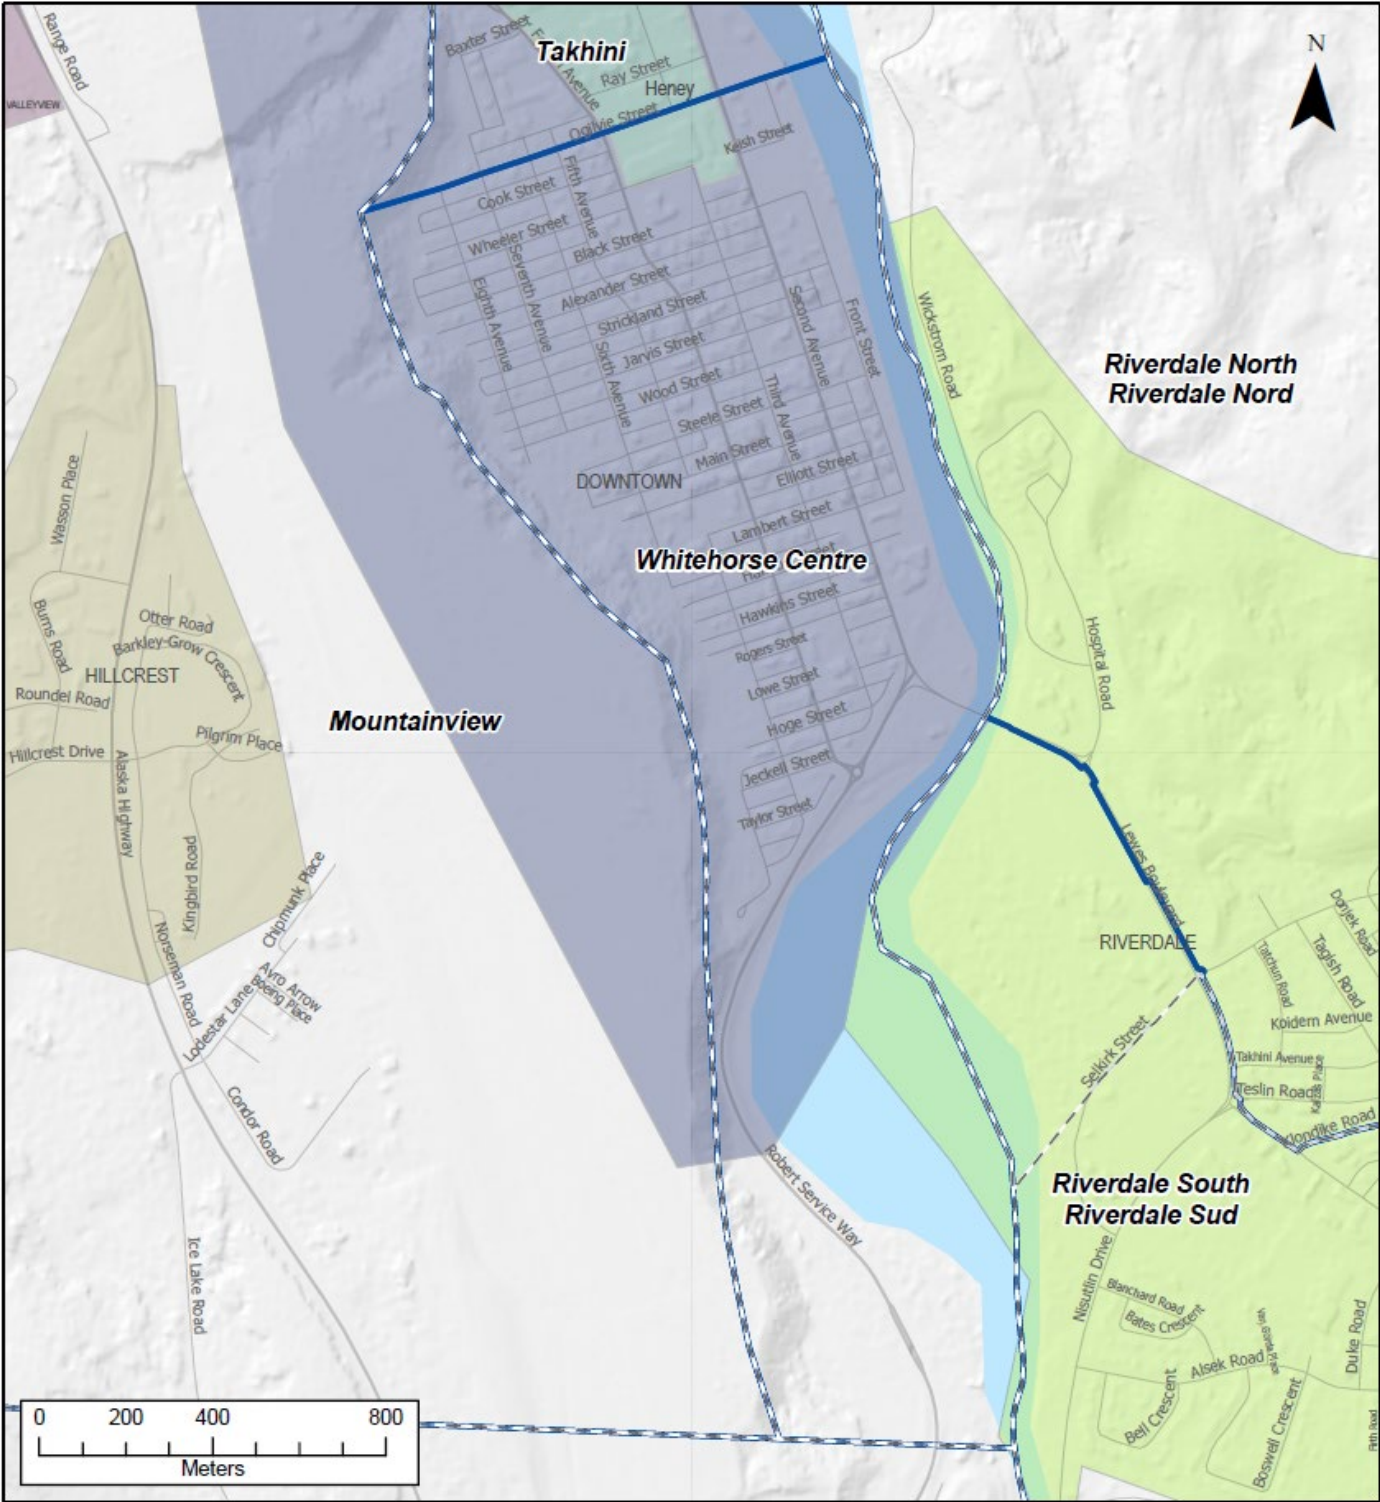 Range Road
VALLEYVIEW
Baxter Street
Takhini
N
Ray Street
Heney
Ogilvie Street
Keish Street
Fifth Avenue
Cook Street
Wheeler Street
Black Street
Seventh Avenue
Eighth Avenue
Alexander Street
Strickland Street
Second Avenue
Front Street
Wickstrom Road
Jarvis Street
Sixth Avenue
Wood Street
Riverdale North
Riverdale Nord
Third Avenue
Steele Street
Main Street
Elliott Street
DOWNTOWN
Wasson Place
Lambert Street
Whitehorse Centre
Hawkins Street
Burns Road
Otter Road
Barkley-Grow Crescent
HILLCREST
Roundel Road
Rogers Street
Hospital Road
Lowe Street
Mountainview
Hoge Street
Pilgrim Place
Hillcrest Drive
Alaska Highway
Jeckell Street
Taylor Street
Kingbird Road
Chipmunk Place
Lewes Boulevard
RIVERDALE
Donjek Road
Tagish Road
Tatchun Road
Norseman Road
Avro Arrow
Boeing Place
Lodestar Lane
Koidern Avenue
Selkirk Street
Takhini Avenue
Teslin Road
Klondike Road
Condor Road
Robert Service Way
Riverdale South
Riverdale Sud
Ice Lake Road
Nisutlin Drive
Blanchard Road
Bates Crescent
Alsek Road
Duke Road
Bell Crescent
Boswell Crescent
0 200 400 800
Meters